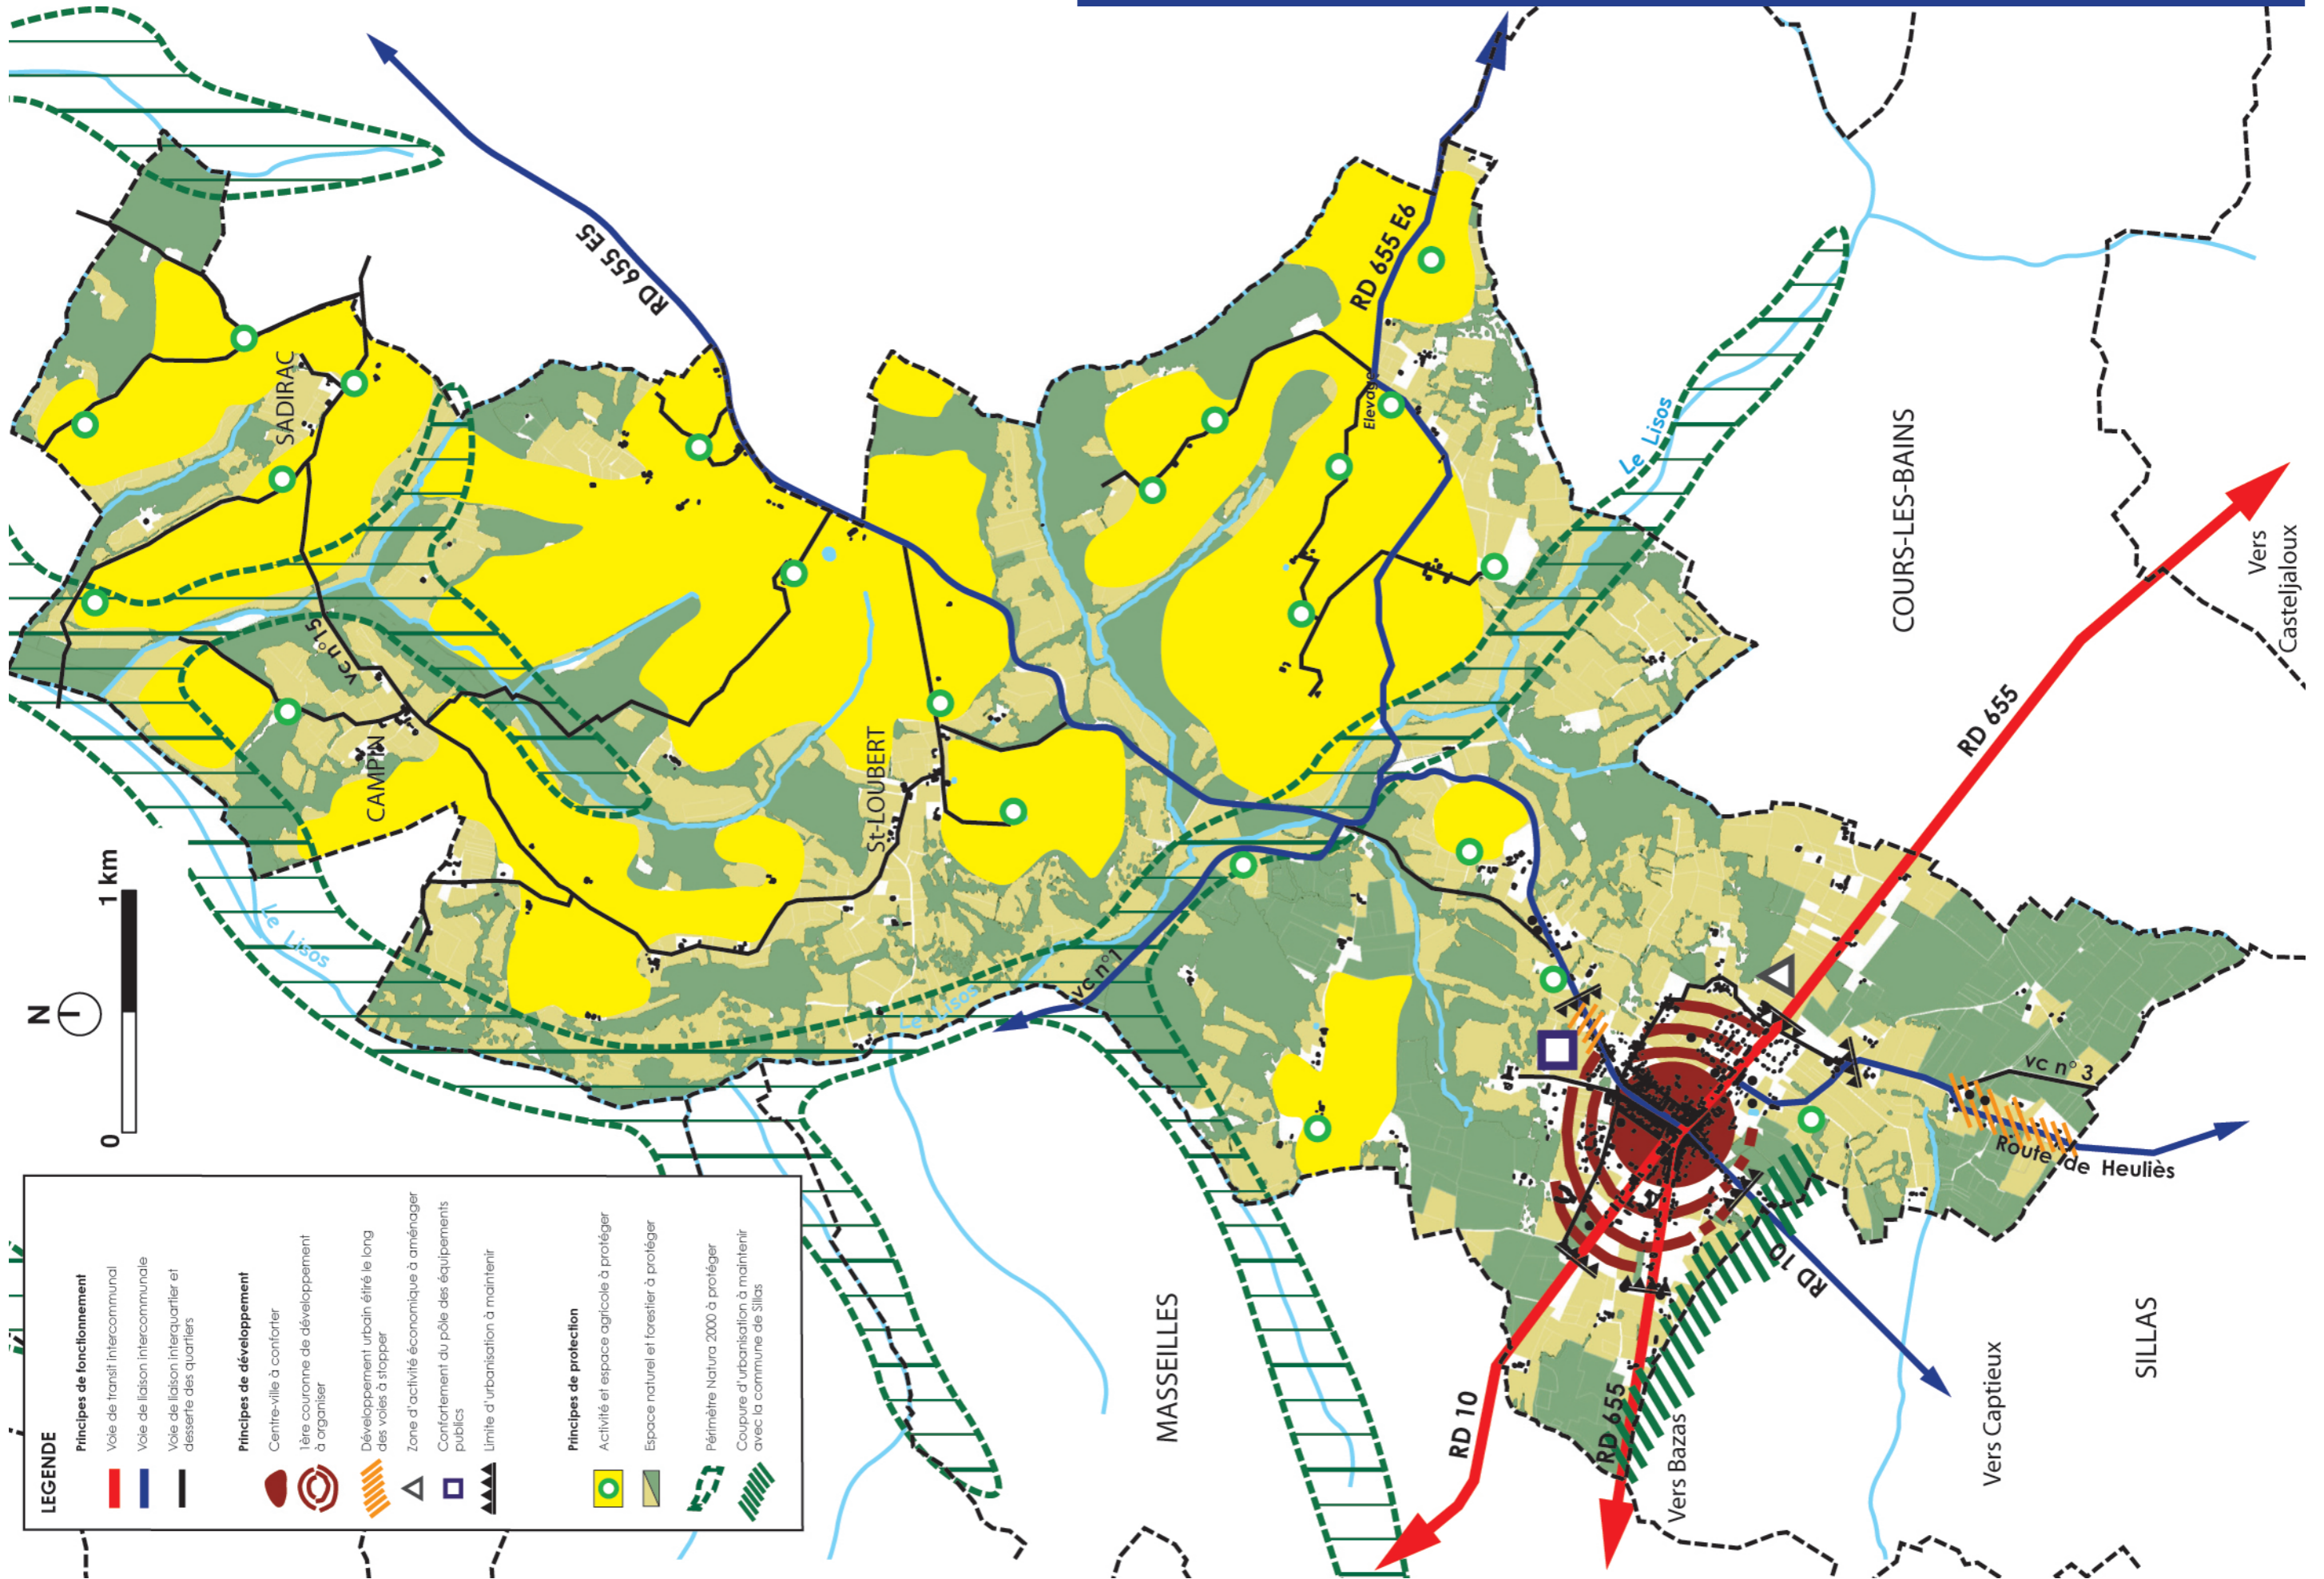 LEGENDE
Principes de fonctionnement
Voie de transit intercommunal
Voie de liaison intercommunale
Voie de liaison interquartier et
desserte des quartiers
Principes de développement
Centre-ville à conforter
1ère couronne de développement
à organiser
Développement urbain étiré le long
des voies à stopper
Zone d'activité économique à aménager
Confortement du pôle des équipements
publics
Limite d'urbanisation à maintenir
Principes de protection
Activité et espace agricole à protéger
Espace naturel et forestier à protéger
Périmètre Natura 2000 à protéger
Coupure d'urbanisation à maintenir
avec la commune de Sillas
N
0
1 km
SADIRAC
CAMPIN
St-LOUBERT
vc n°15
RD 655 E5
RD 655 E6
Elevage
Le Lisos
Le Lisos
Le Lisos
vc n°1
COURS-LES-BAINS
MASSEILLES
SILLAS
RD 655
Vers
Casteljaloux
vc n° 3
Route de Heuliès
RD 10
RD 10
RD 655
Vers Bazas
Vers Captieux